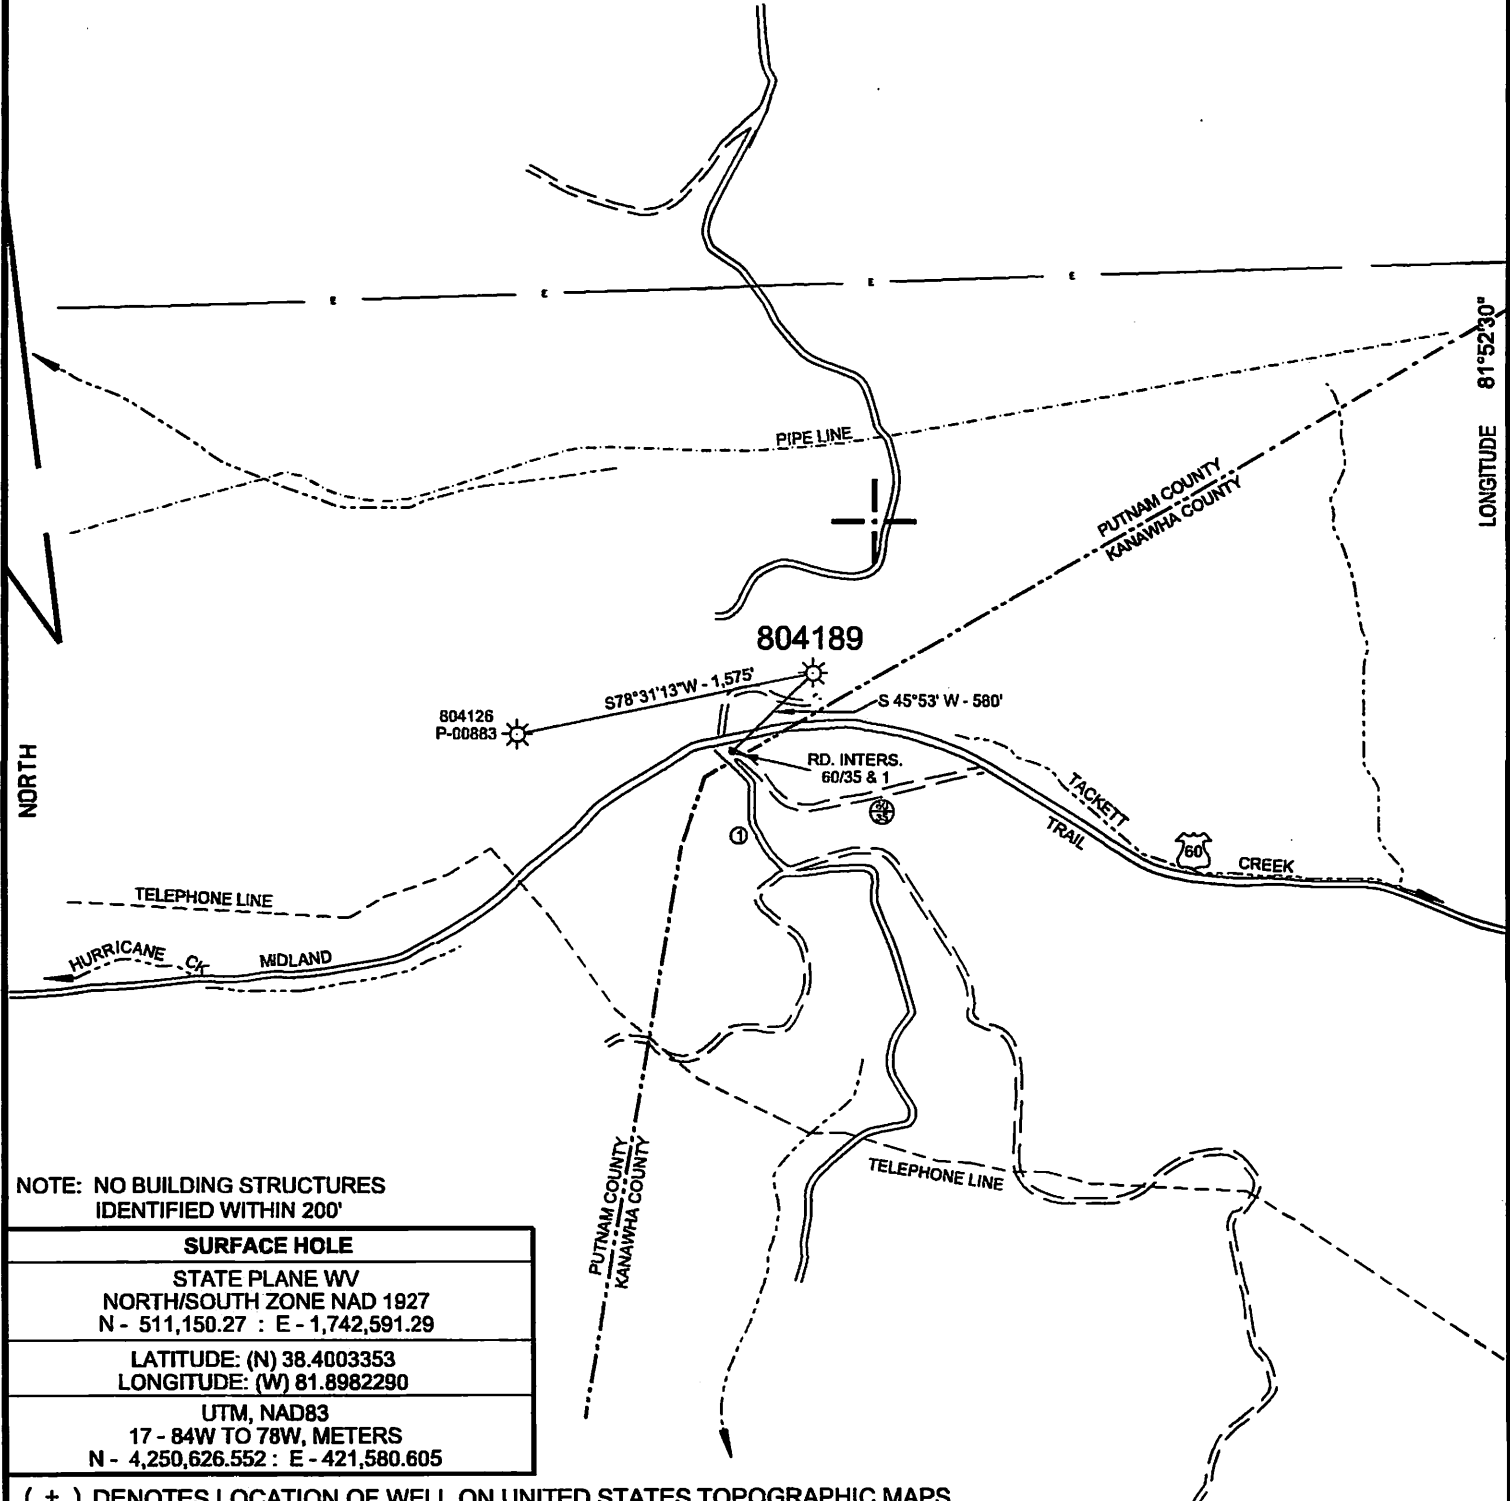 E E E E
LONGITUDE 81°52'30"
PIPE LINE
PUTNAM COUNTY
KANAWHA COUNTY
804189
S78°31'13"W - 1,575'
804126
P-00883
S 45°53' W - 580'
RD. INTERS.
60/35 & 1
NORTH
1
TACKETT
TRAIL
60
CREEK
TELEPHONE LINE
HURRICANE CK
MIDLAND
TELEPHONE LINE
PUTNAM COUNTY
KANAWHA COUNTY
NOTE: NO BUILDING STRUCTURES
IDENTIFIED WITHIN 200'
SURFACE HOLE
STATE PLANE WV
NORTH/SOUTH ZONE NAD 1927
N - 511,150.27 : E - 1,742,591.29
LATITUDE: (N) 38.4003353
LONGITUDE: (W) 81.8982290
UTM, NAD83
17 - 84W TO 78W, METERS
N - 4,250,626.552 : E - 421,580.605
( + ) DENOTES LOCATION OF WELL ON UNITED STATES TOPOGRAPHIC MAPS